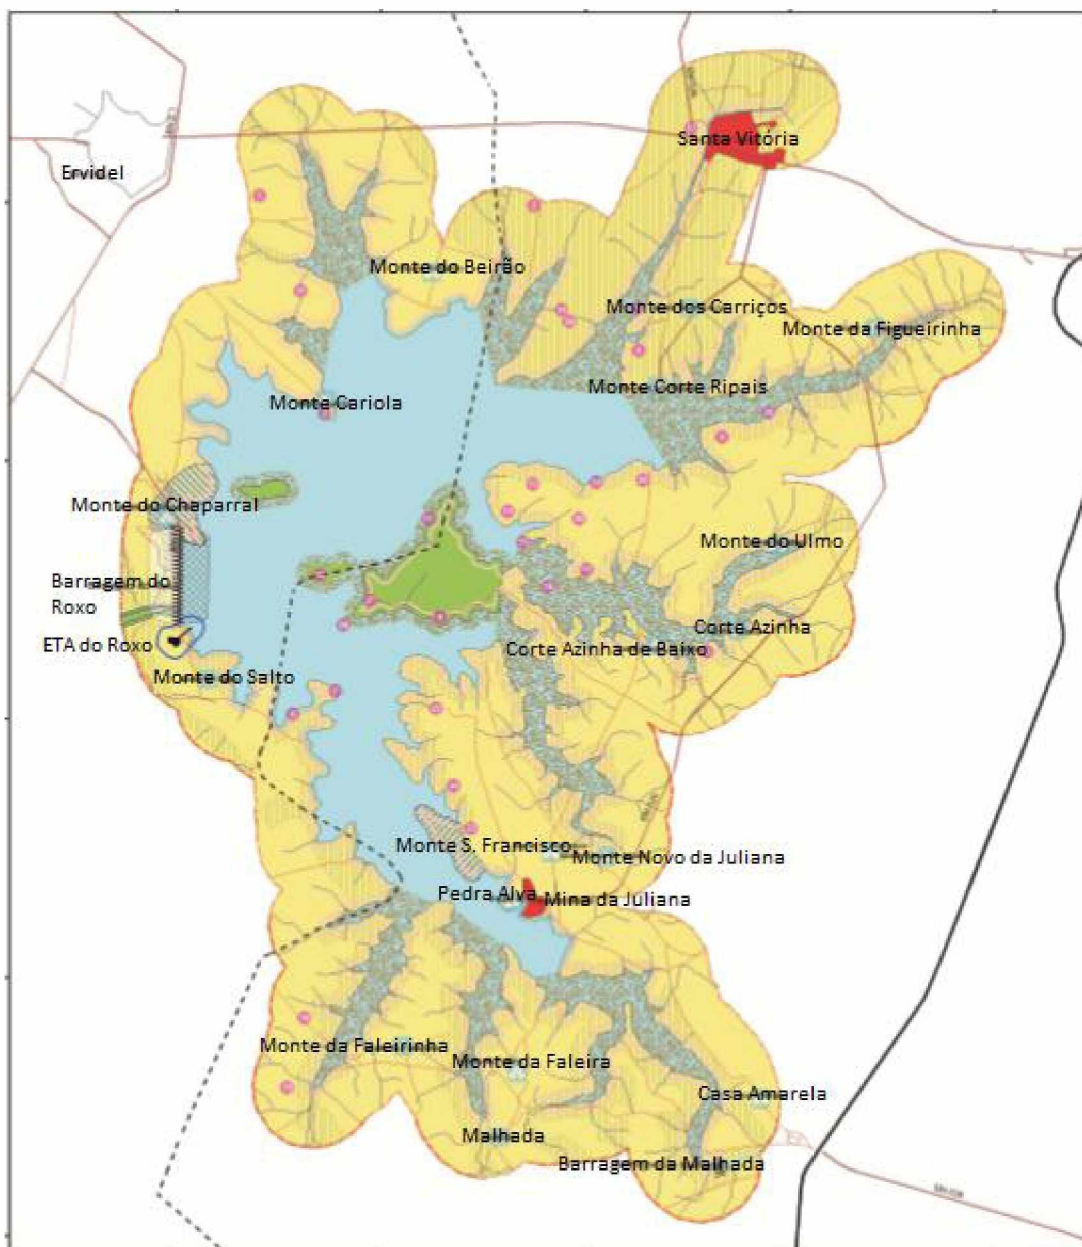 Santa Vitória
Ervidel
Monte do Beirão
Monte dos Carriços
Monte da Figueirinha
Monte Corte Ripais
Monte Cariola
Monte do Chaparral
Monte do Ulmo
Barragem do
Roxo
Corte Azinha
ETA do Roxo
Corte Azinha de Baixo
Monte do Salto
Monte S. Francisco
Monte Novo da Juliana
Pedra Alva
Mina da Juliana
Monte da Faleirinha
Monte da Faleira
Casa Amarela
Malhada
Barragem da Malhada